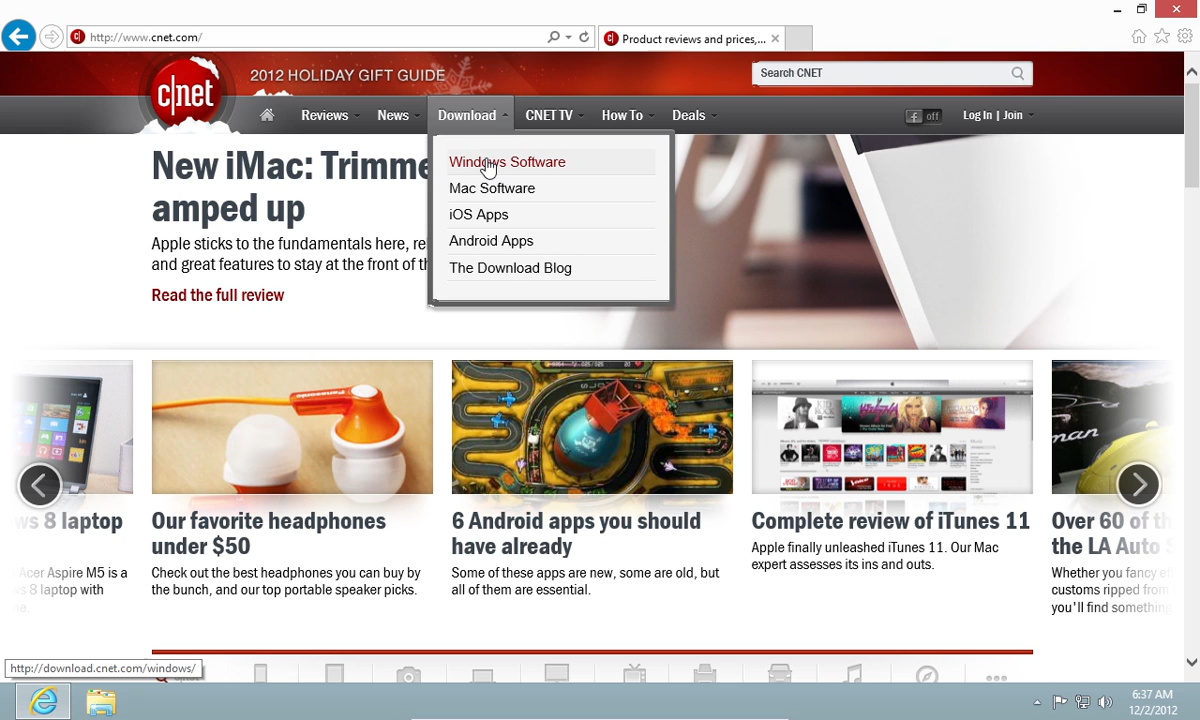 http://www.cnet.com/
Product reviews and prices,...
c|net
2012 HOLIDAY GIFT GUIDE
Search CNET
Reviews
News
Download
CNET TV
How To
Deals
off
Log In | Join
New iMac: Trimme
amped up
Apple sticks to the fundamentals here, re
and great features to stay at the front of th
Read the full review
Windows Software
Mac Software
iOS Apps
Android Apps
The Download Blog
ws 8 laptop
Acer Aspire M5 is a
ws 8 laptop with
Our favorite headphones
under $50
Check out the best headphones you can buy by
the bunch, and our top portable speaker picks.
Panasonic
6 Android apps you should
have already
Some of these apps are new, some are old, but
all of them are essential.
KID ROCK
Complete review of iTunes 11
Apple finally unleashed iTunes 11. Our Mac
expert assesses its ins and outs.
Over 60 of th
the LA Auto S
Whether you fancy
customs ripped from
you'll find something
http://download.cnet.com/windows/
6:37 AM
12/2/2012